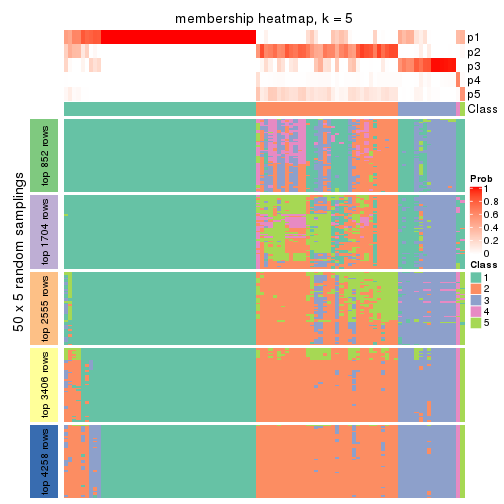 membership heatmap, k = 5
p1
p2
p3
p4
p5
Class
50 x 5 random samplings
top 852 rows
top 1704 rows
top 2555 rows
top 3406 rows
top 4258 rows
Prob
1
0.8
0.6
0.4
0.2
0
Class
1
2
3
4
5